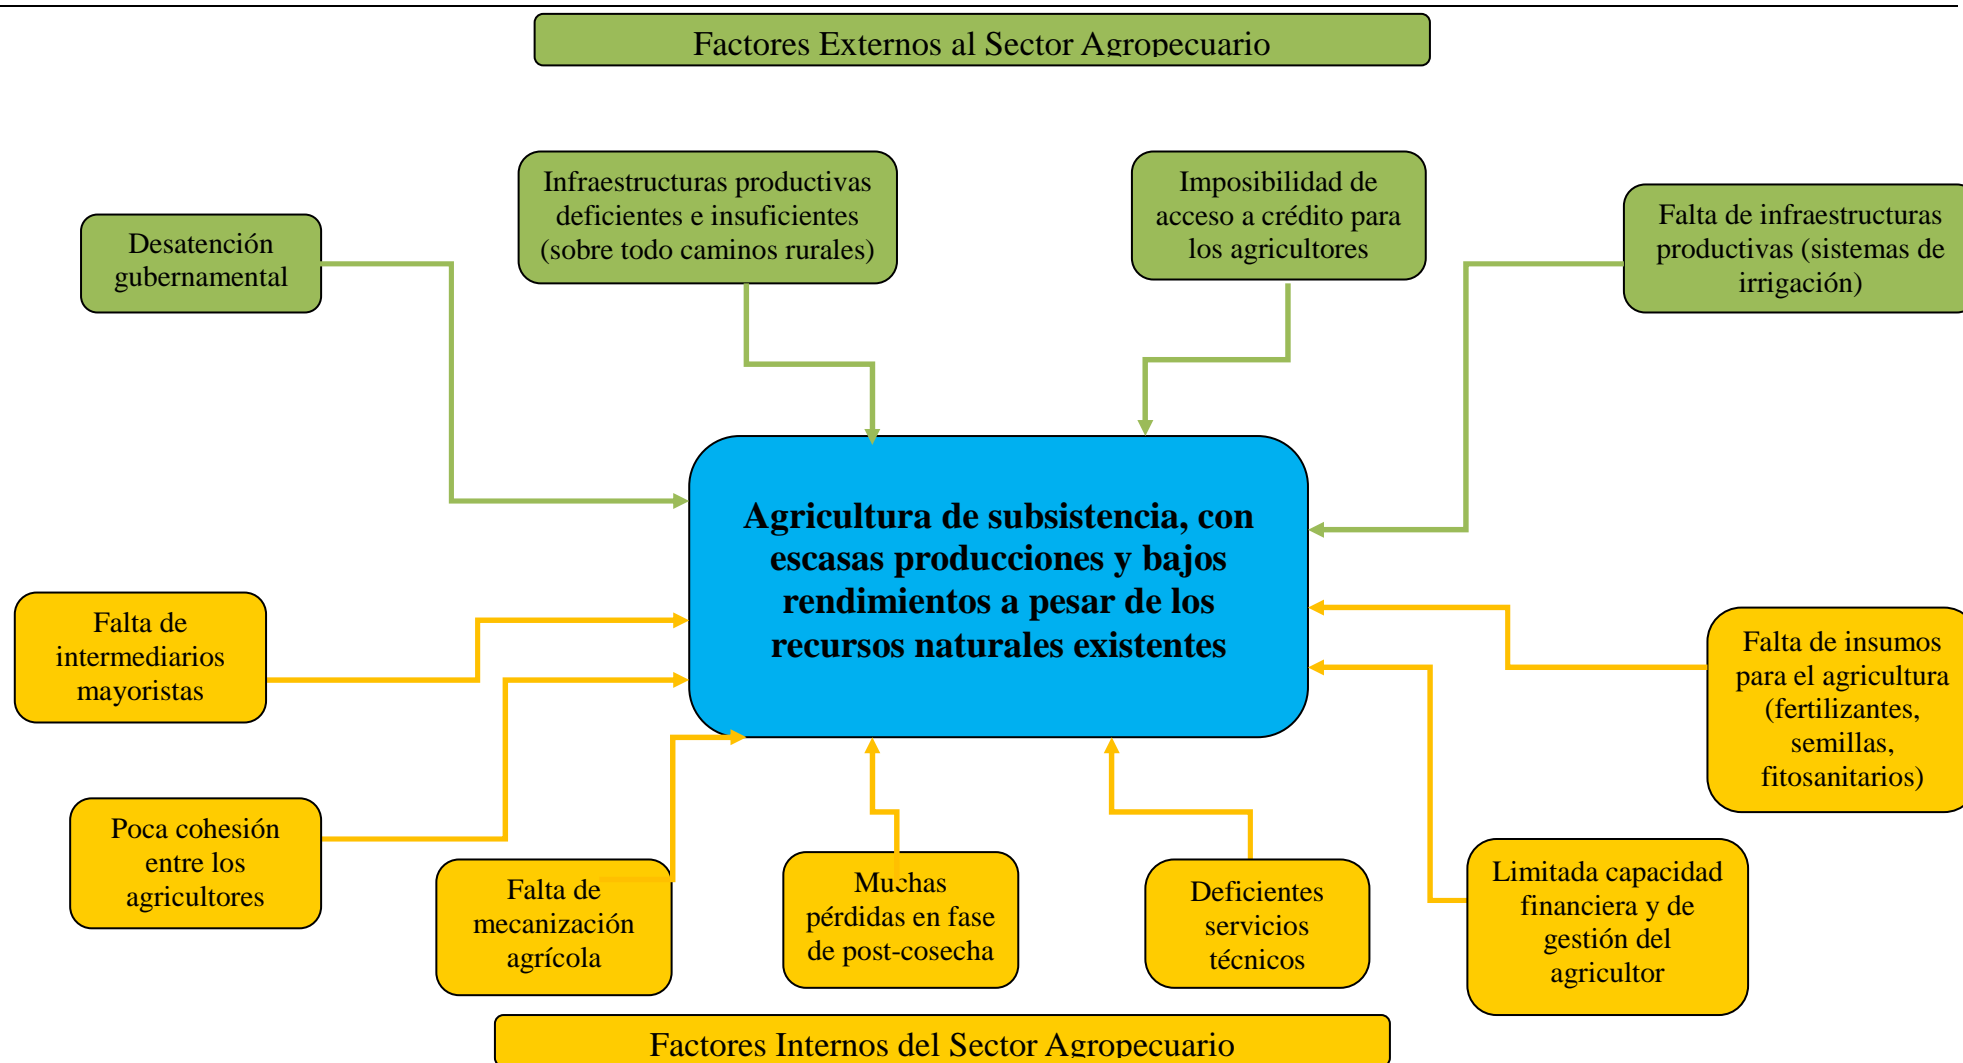 Factores Externos al Sector Agropecuario
Desatención
gubernamental
Infraestructuras productivas
deficientes e insuficientes
(sobre todo caminos rurales)
Imposibilidad de
acceso a crédito para
los agricultores
Falta de infraestructuras
productivas (sistemas de
irrigación)
Agricultura de subsistencia, con
escasas producciones y bajos
rendimientos a pesar de los
recursos naturales existentes
Falta de
intermediarios
mayoristas
Falta de insumos
para el agricultura
(fertilizantes,
semillas,
fitosanitarios)
Poca cohesión
entre los
agricultores
Falta de
mecanización
agrícola
Muchas
pérdidas en fase
de post-cosecha
Deficientes
servicios
técnicos
Limitada capacidad
financiera y de
gestión del
agricultor
Factores Internos del Sector Agropecuario